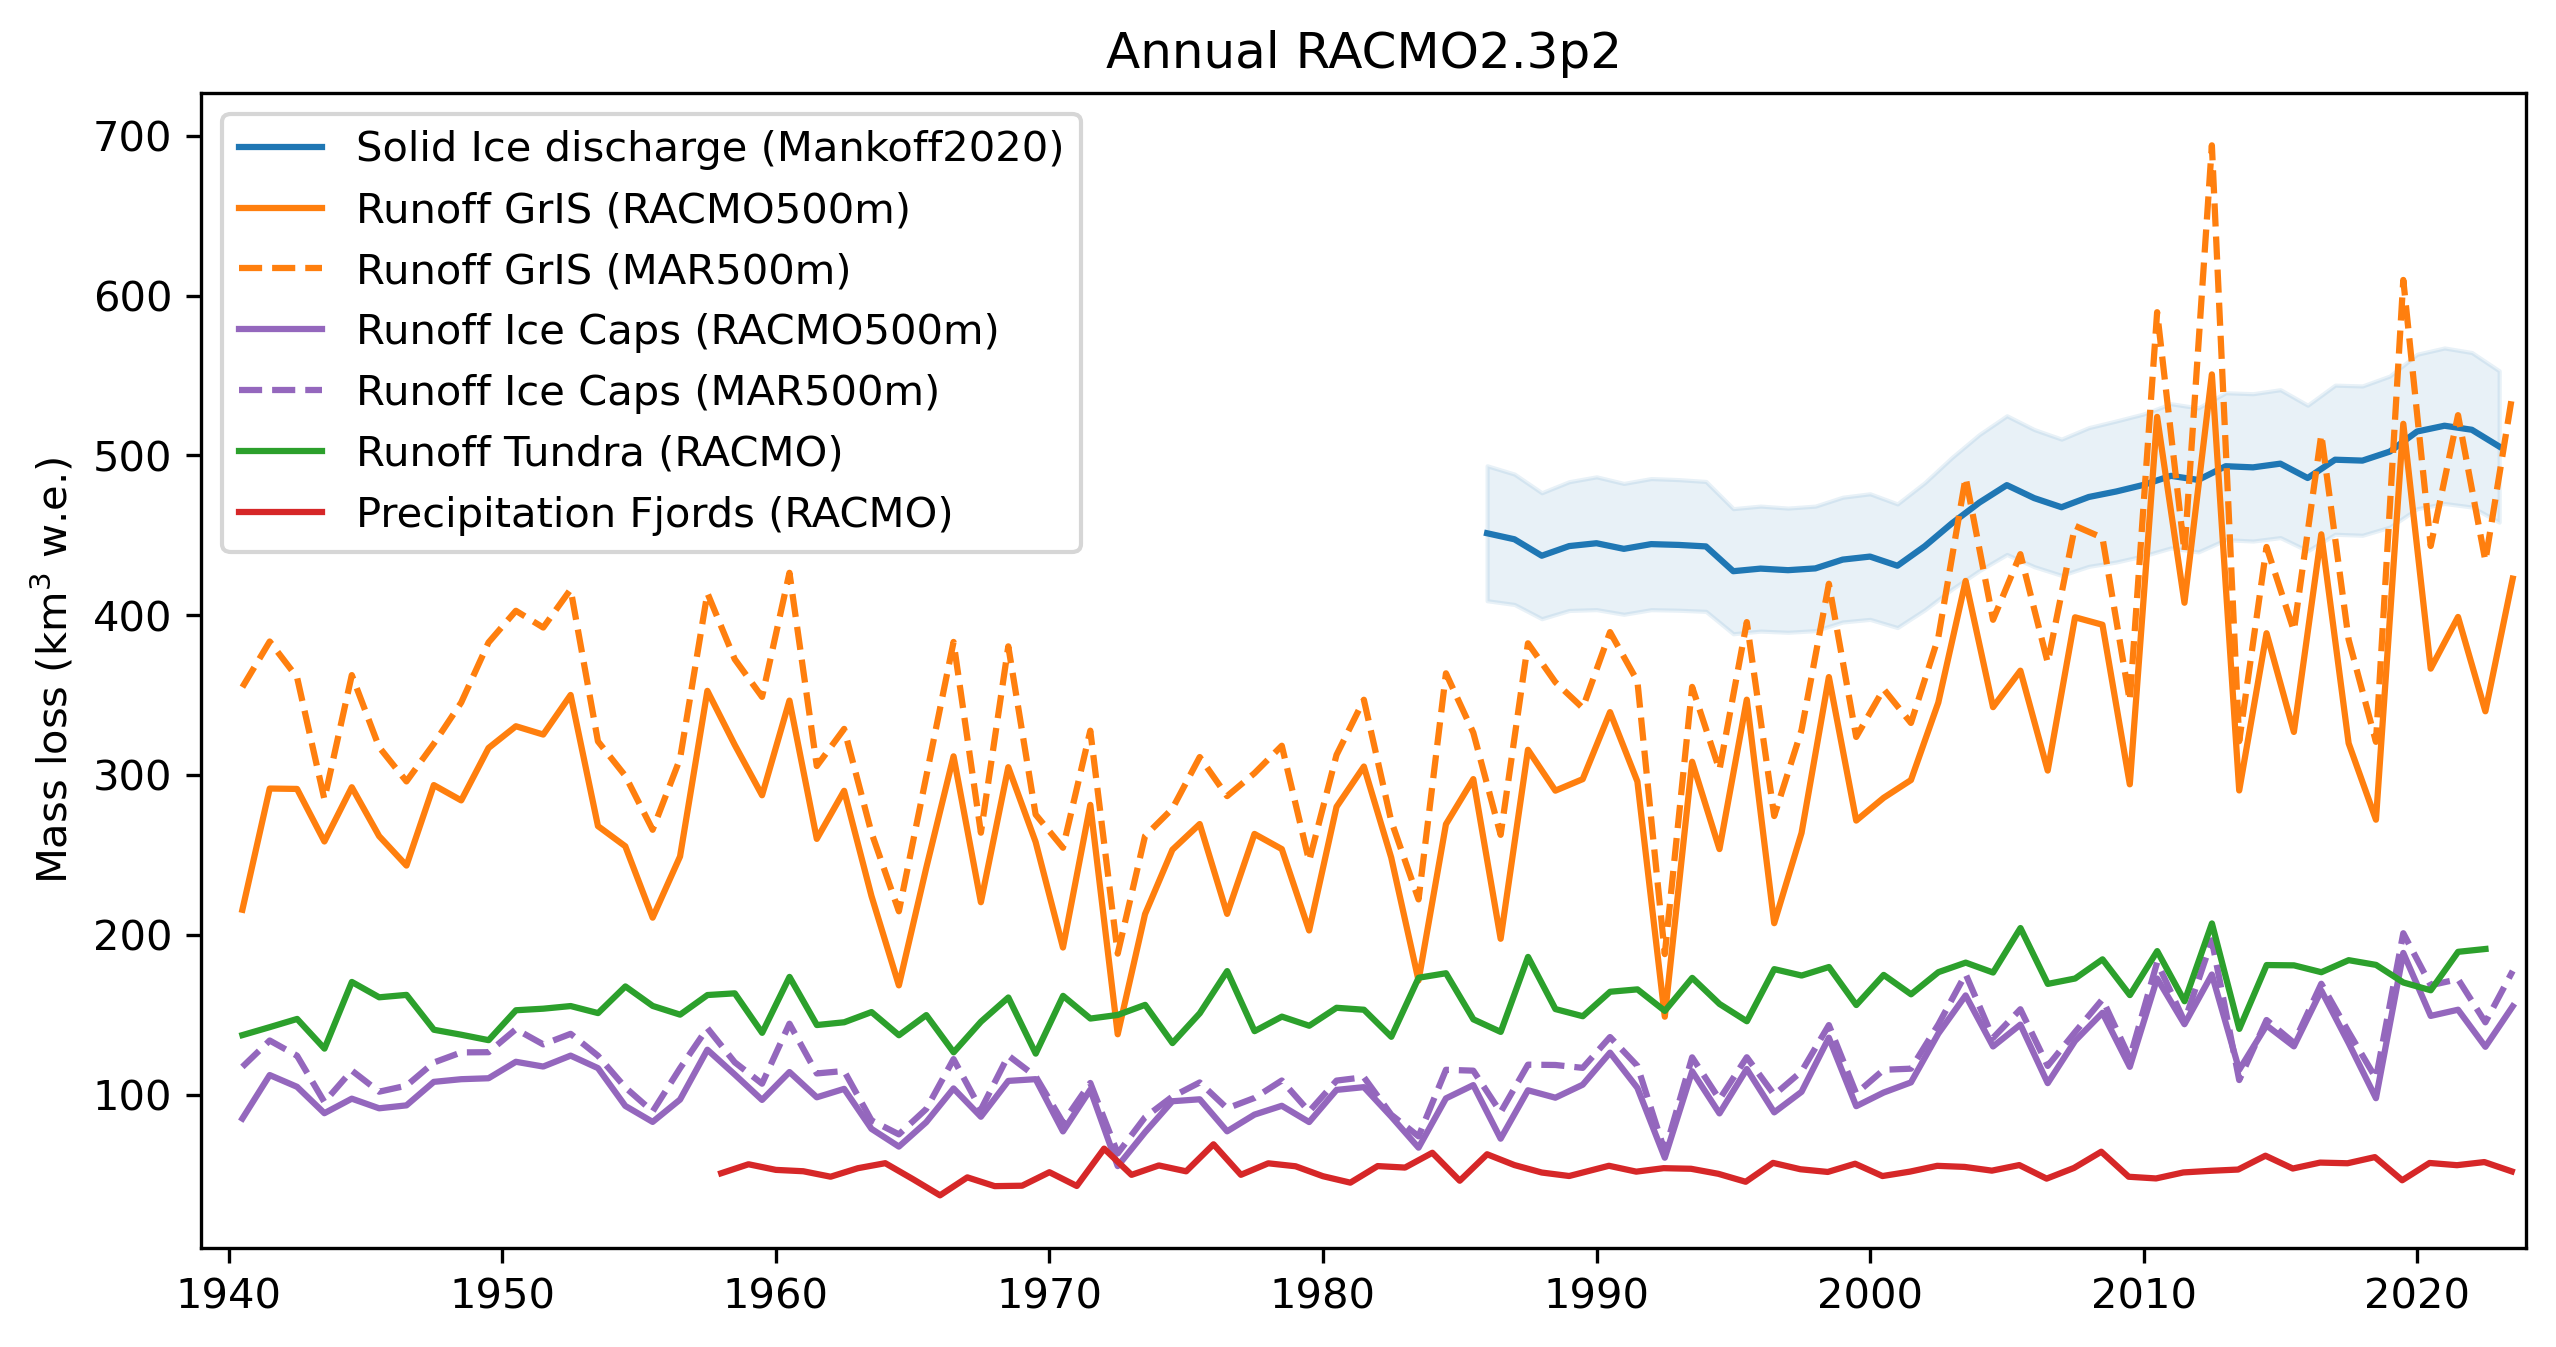 Annual RACMO2.3p2
Solid Ice discharge (Mankoff2020)
Runoff GrIS (RACMO500m)
Runoff GrIS (MAR500m)
Runoff Ice Caps (RACMO500m)
Runoff Ice Caps (MAR500m)
Runoff Tundra (RACMO)
Precipitation Fjords (RACMO)
Mass loss (km³ w.e.)
700
600
500
400
300
200
100
1940 1950 1960 1970 1980 1990 2000 2010 2020